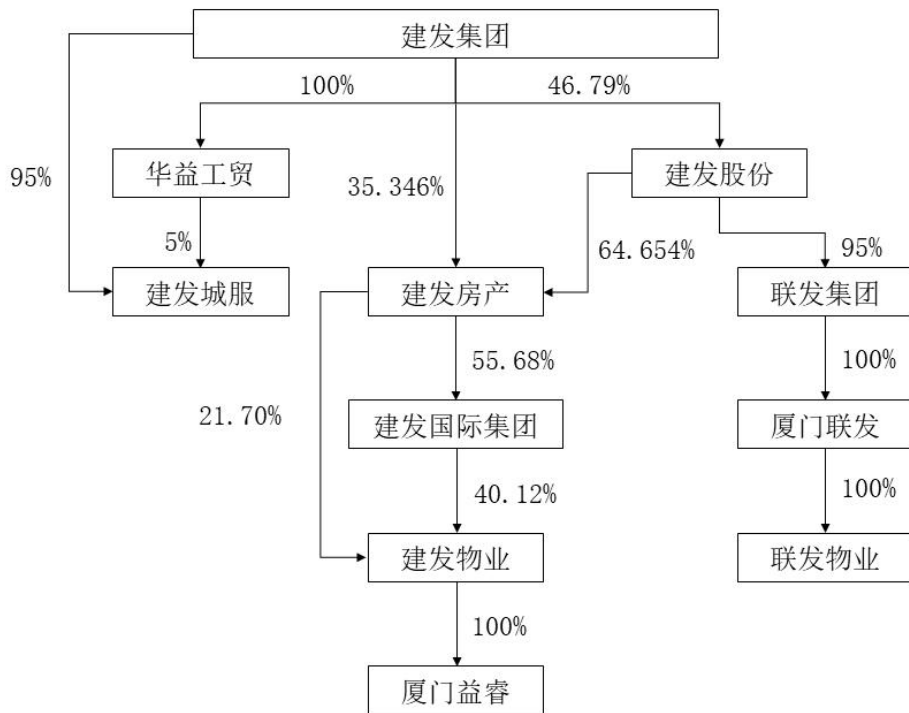 建发集团
100%
46.79%
95%
华益工贸
35.346%
建发股份
5%
64.654%
95%
建发城服
建发房产
联发集团
55.68%
100%
21.70%
建发国际集团
厦门联发
40.12%
100%
建发物业
联发物业
100%
厦门益睿